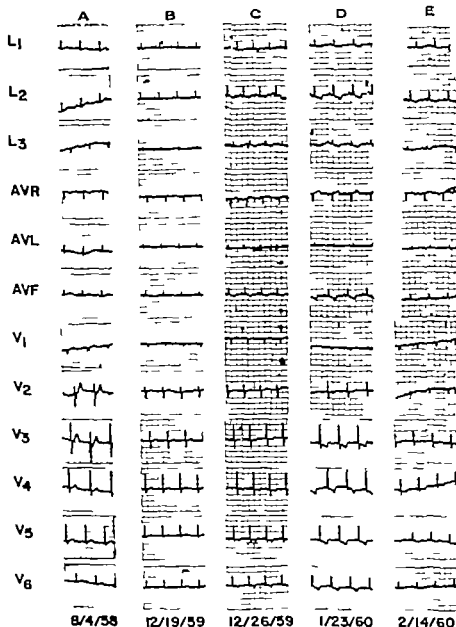 A B C D E
L1
L2
L3
AVR
AVL
AVF
V1
V2
V3
V4
V5
V6
8/4/58 12/19/59 12/26/59 1/23/60 2/14/60